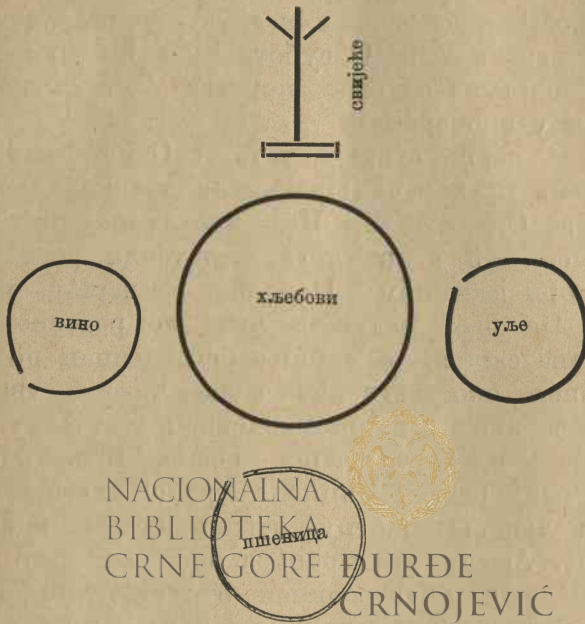 свијеће
хљебови
вино
уље
пшеница
NACIONALNA
BIBLIOTEKA
CRNE GORE ĐURĐE
CRNOJEVIĆ